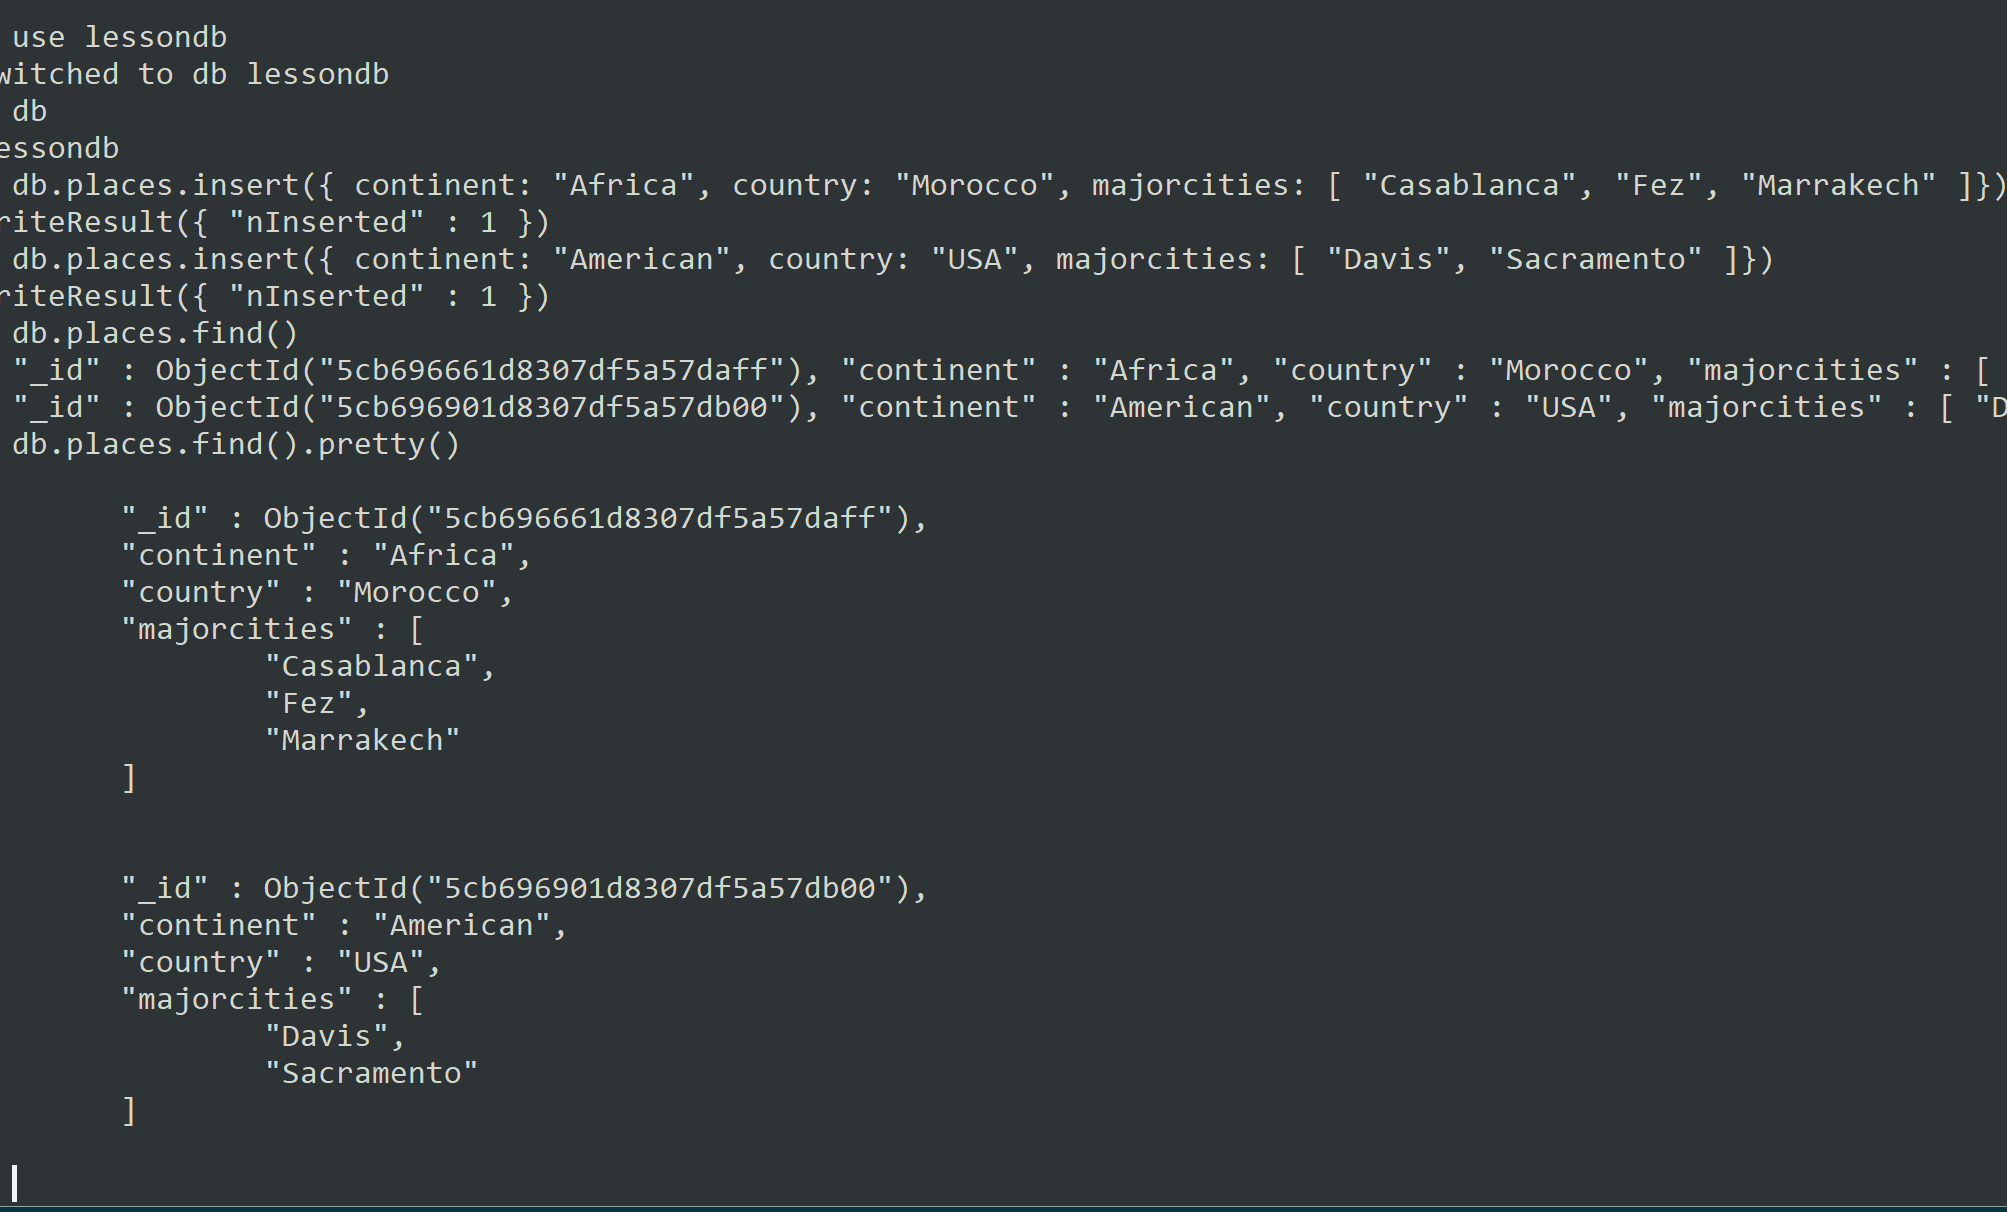 use lessondb
witched to db lessondb
db
essondb
db.places.insert({ continent: "Africa", country: "Morocco", majorcities: [ "Casablanca", "Fez", "Marrakech" ]})
riteResult({ "nInserted" : 1 })
db.places.insert({ continent: "American", country: "USA", majorcities: [ "Davis", "Sacramento" ]})
riteResult({ "nInserted" : 1 })
db.places.find()
"_id" : ObjectId("5cb696661d8307df5a57daff"), "continent" : "Africa", "country" : "Morocco", "majorcities" : [
"_id" : ObjectId("5cb696901d8307df5a57db00"), "continent" : "American", "country" : "USA", "majorcities" : [ "D
db.places.find().pretty()
"_id" : ObjectId("5cb696661d8307df5a57daff"),
"continent" : "Africa",
"country" : "Morocco",
"majorcities" : [
"Casablanca",
"Fez",
"Marrakech"
]
"_id" : ObjectId("5cb696901d8307df5a57db00"),
"continent" : "American",
"country" : "USA",
"majorcities" : [
"Davis",
"Sacramento"
]